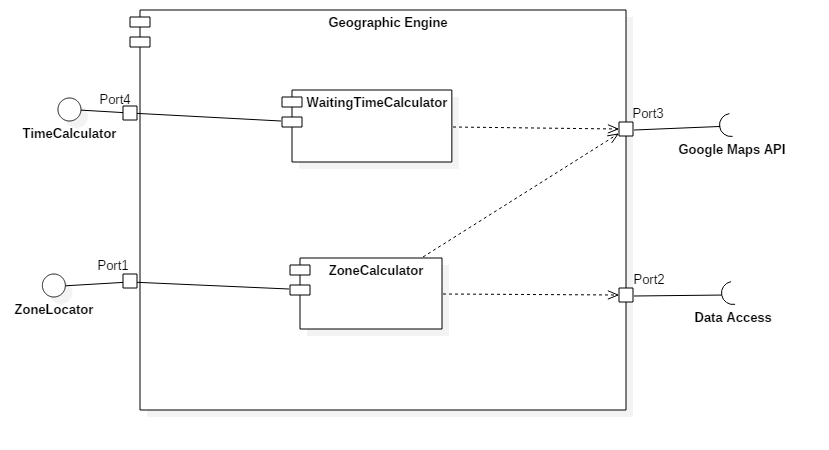 Geographic Engine
Port4
WaitingTimeCalculator
Port3
TimeCalculator
Google Maps API
Port1
ZoneCalculator
Port2
ZoneLocator
Data Access